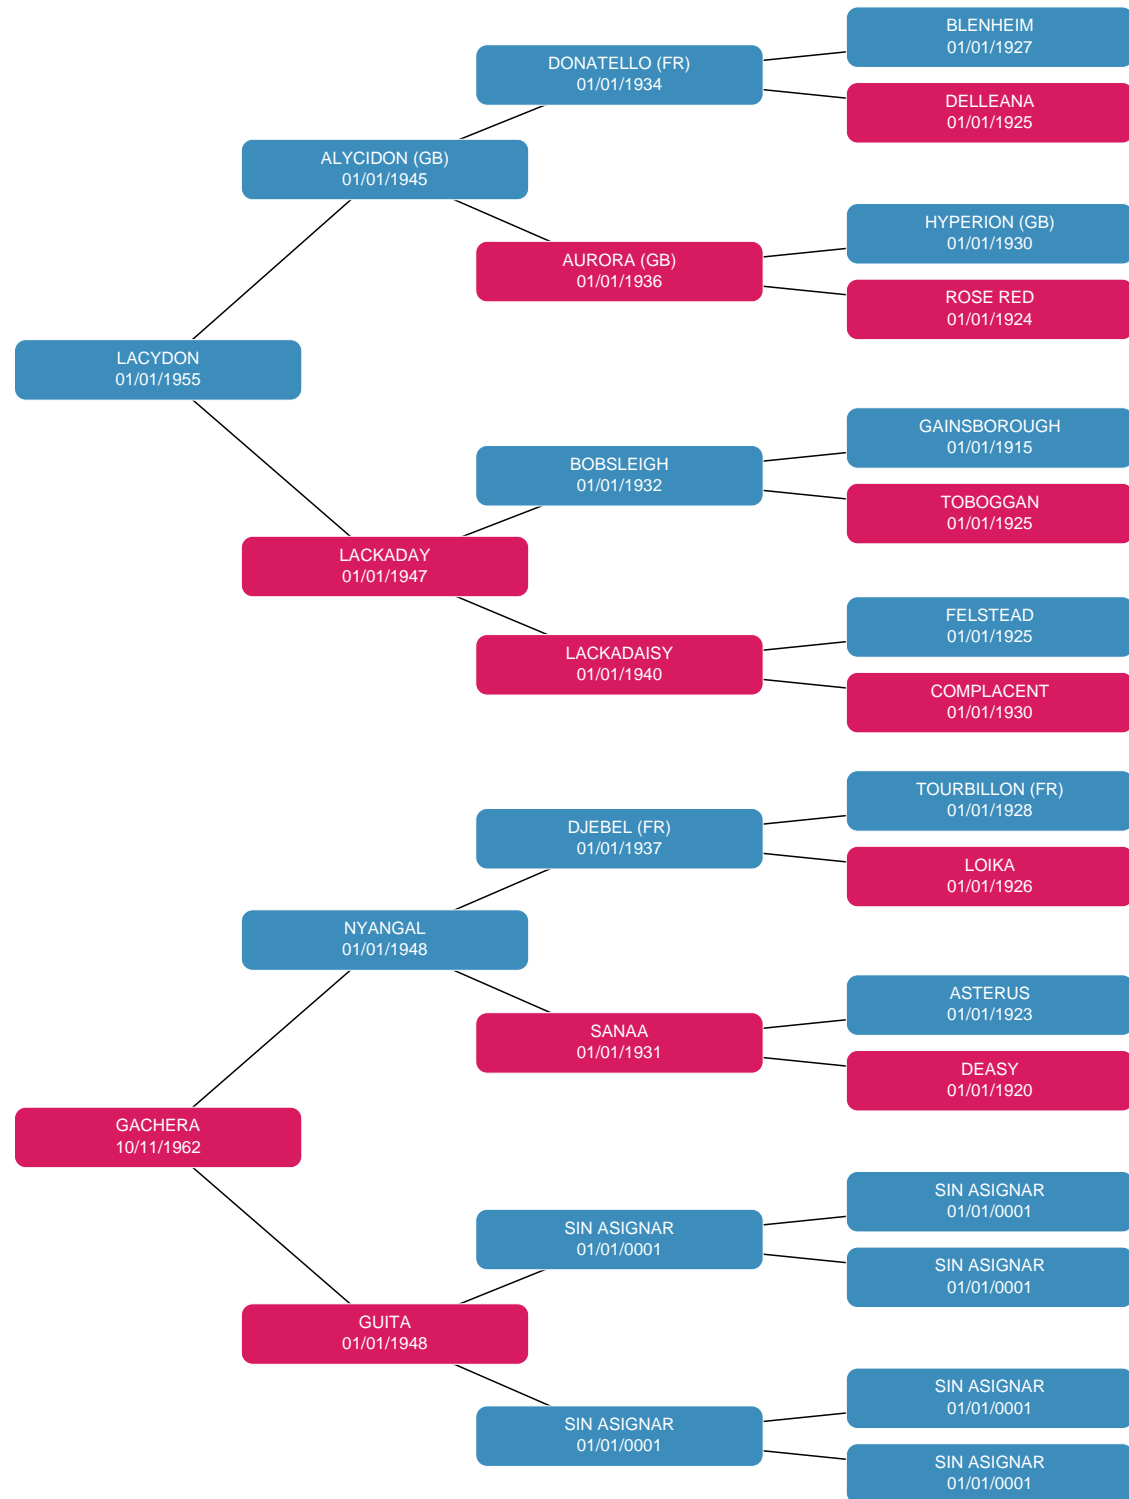 BLENHEIM
01/01/1927
DONATELLO (FR)
01/01/1934
DELLEANA
01/01/1925
ALYCIDON (GB)
01/01/1945
HYPERION (GB)
01/01/1930
AURORA (GB)
01/01/1936
ROSE RED
01/01/1924
LACYDON
01/01/1955
GAINSBOROUGH
01/01/1915
BOBSLEIGH
01/01/1932
TOBOGGAN
01/01/1925
LACKADAY
01/01/1947
FELSTEAD
01/01/1925
LACKADAISY
01/01/1940
COMPLACENT
01/01/1930
TOURBILLON (FR)
01/01/1928
DJEBEL (FR)
01/01/1937
LOIKA
01/01/1926
NYANGAL
01/01/1948
ASTERUS
01/01/1923
SANAA
01/01/1931
DEASY
01/01/1920
GACHERA
10/11/1962
SIN ASIGNAR
01/01/0001
SIN ASIGNAR
01/01/0001
SIN ASIGNAR
01/01/0001
GUITA
01/01/1948
SIN ASIGNAR
01/01/0001
SIN ASIGNAR
01/01/0001
SIN ASIGNAR
01/01/0001